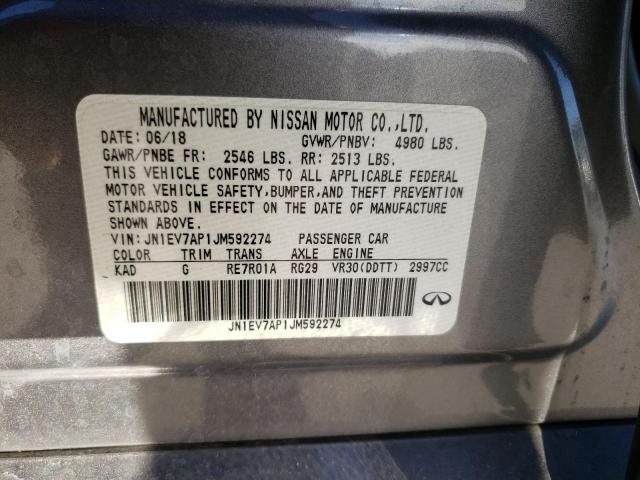 MANUFACTURED BY NISSAN MOTOR CO.,LTD.
DATE: 06/18 GVWR/PNBV: 4980 LBS.
GAWR/PNBE FR: 2546 LBS. RR: 2513 LBS.
THIS VEHICLE CONFORMS TO ALL APPLICABLE FEDERAL
MOTOR VEHICLE SAFETY,BUMPER,AND THEFT PREVENTION
STANDARDS IN EFFECT ON THE DATE OF MANUFACTURE
SHOWN ABOVE.
VIN: JN1EV7AP1JM592274 PASSENGER CAR
COLOR TRIM TRANS AXLE ENGINE
KAD G RE7R01A RG29 VR30(DDTT) 2997CC
JN1EV7AP1JM592274